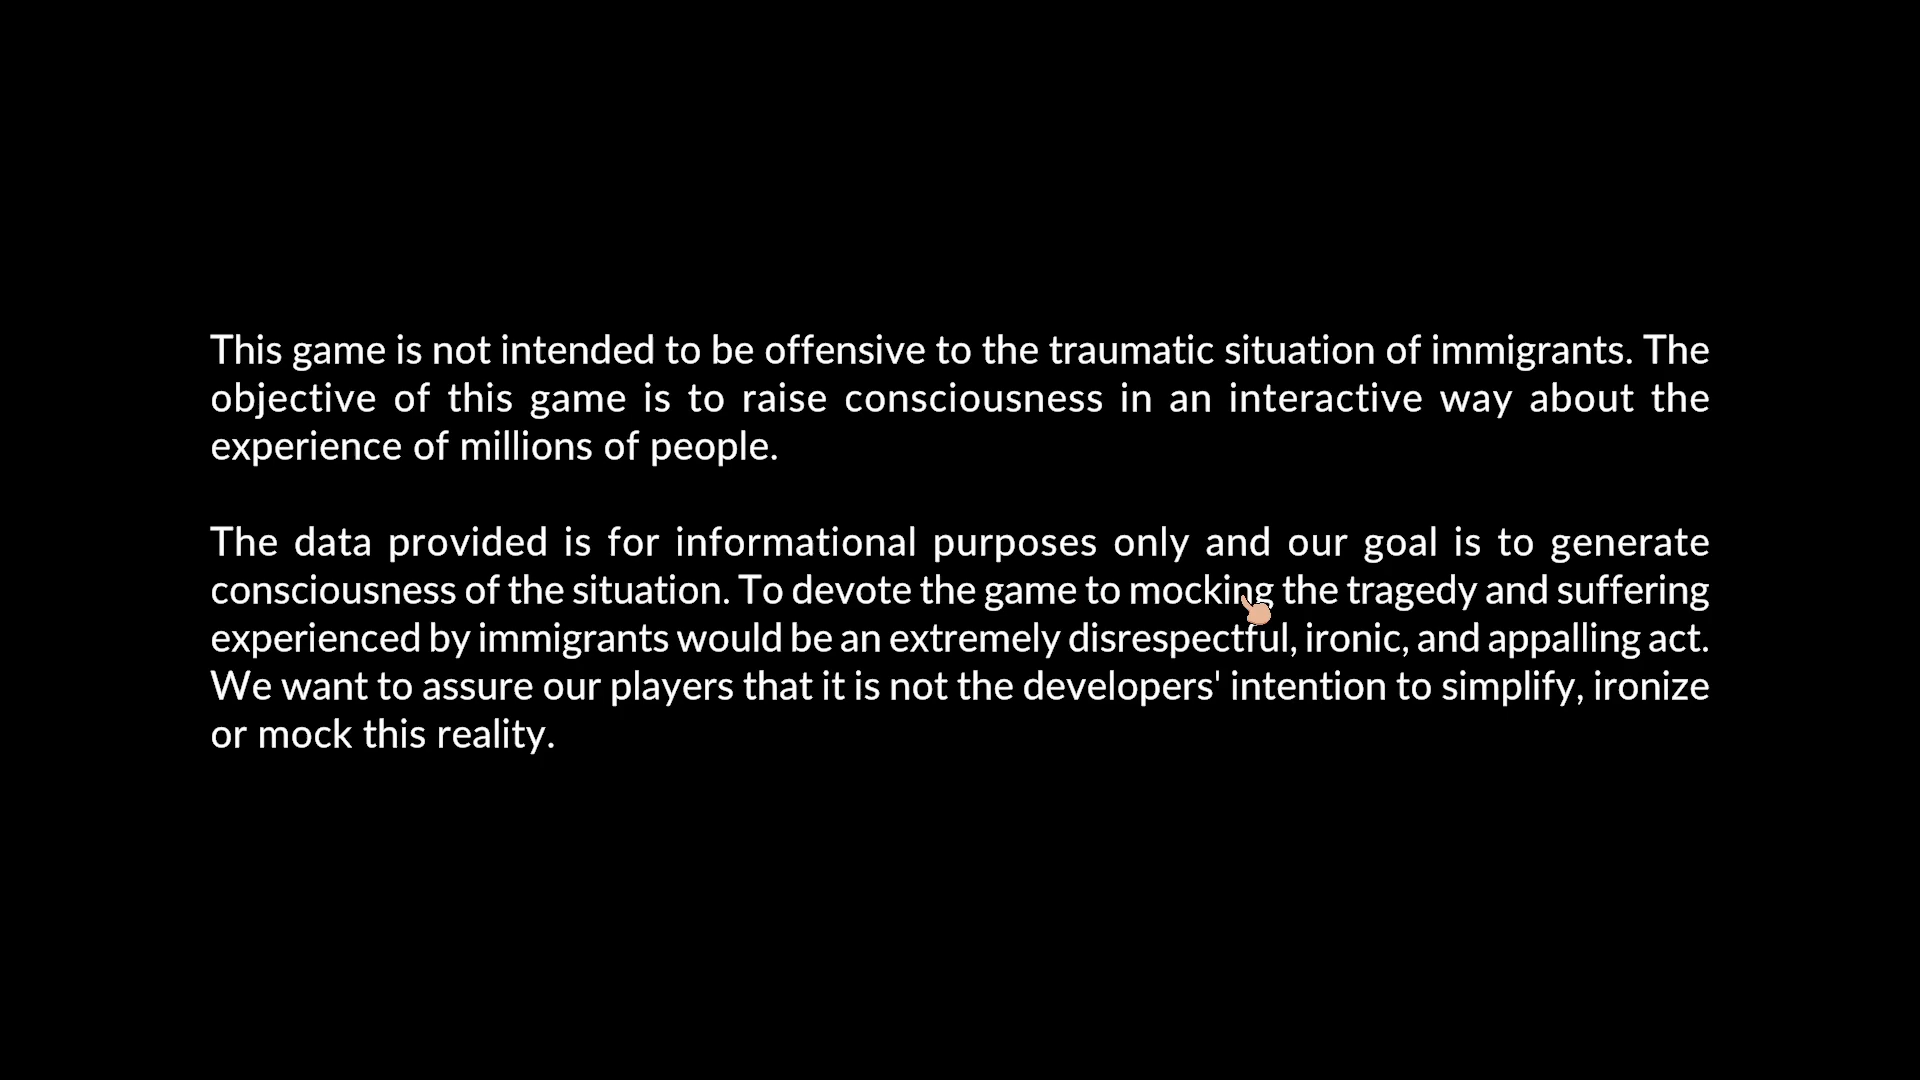 This game is not intended to be offensive to the traumatic situation of immigrants. The
objective of this game is to raise consciousness in an interactive way about the
experience of millions of people.
The data provided is for informational purposes only and our goal is to generate
consciousness of the situation. To devote the game to mocking the tragedy and suffering
experienced by immigrants would be an extremely disrespectful, ironic, and appalling act.
We want to assure our players that it is not the developers' intention to simplify, ironize
or mock this reality.